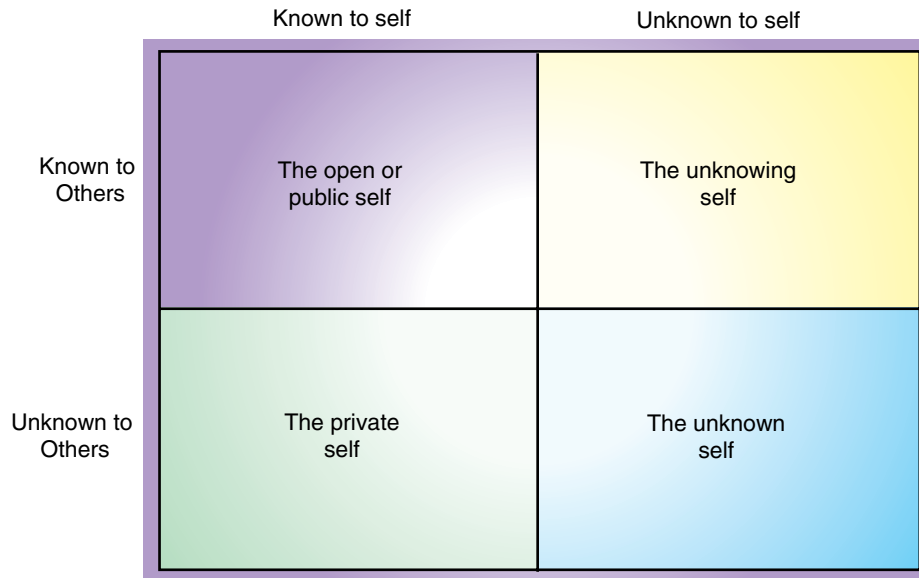 Known to self
Unknown to self
Known to
Others
The open or
public self
The unknowing
self
Unknown to
Others
The private
self
The unknown
self